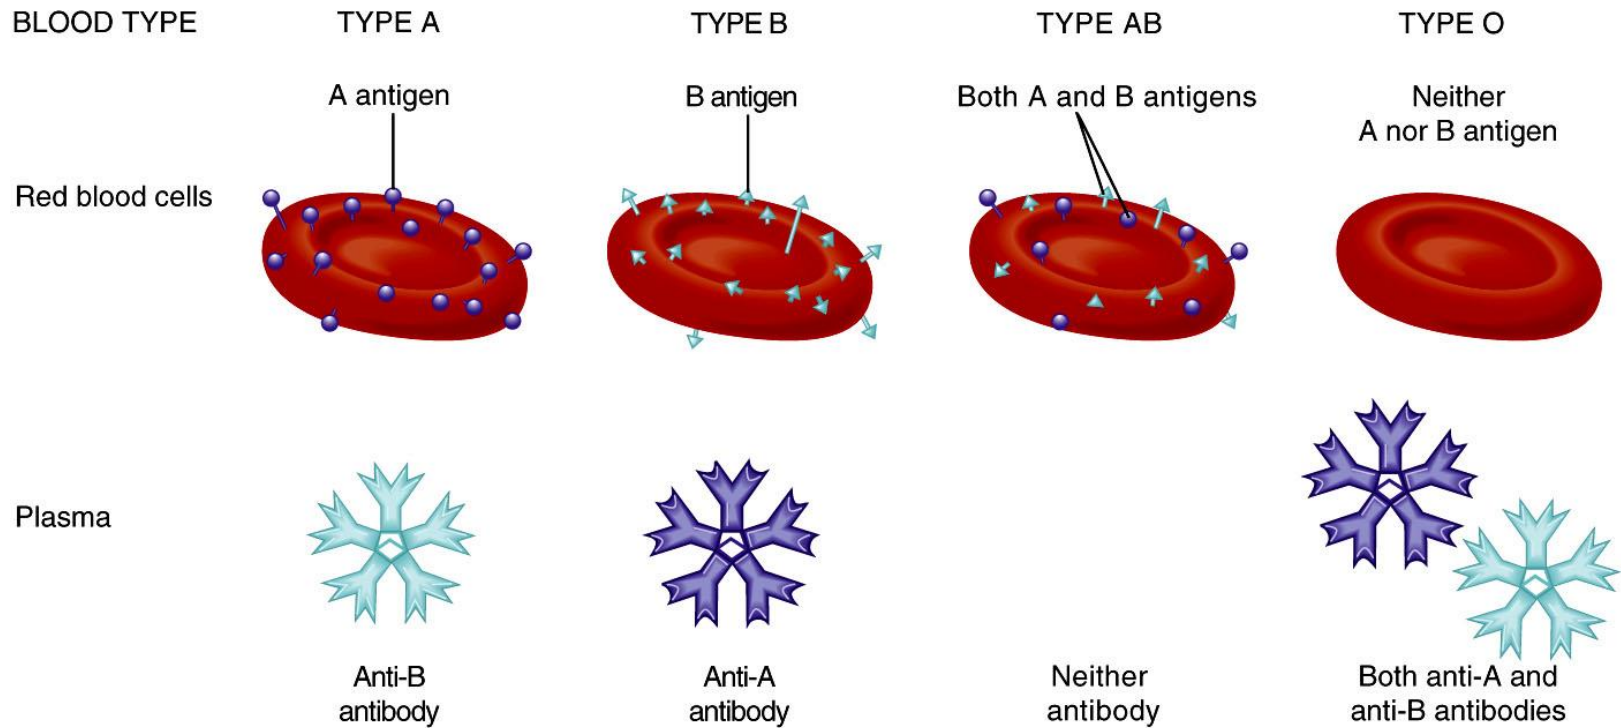 BLOOD TYPE TYPE A TYPE B TYPE AB TYPE O
A antigen B antigen Both A and B antigens Neither
A nor B antigen
Red blood cells
Plasma
Anti-B Anti-A Neither Both anti-A and
antibody antibody antibody anti-B antibodies